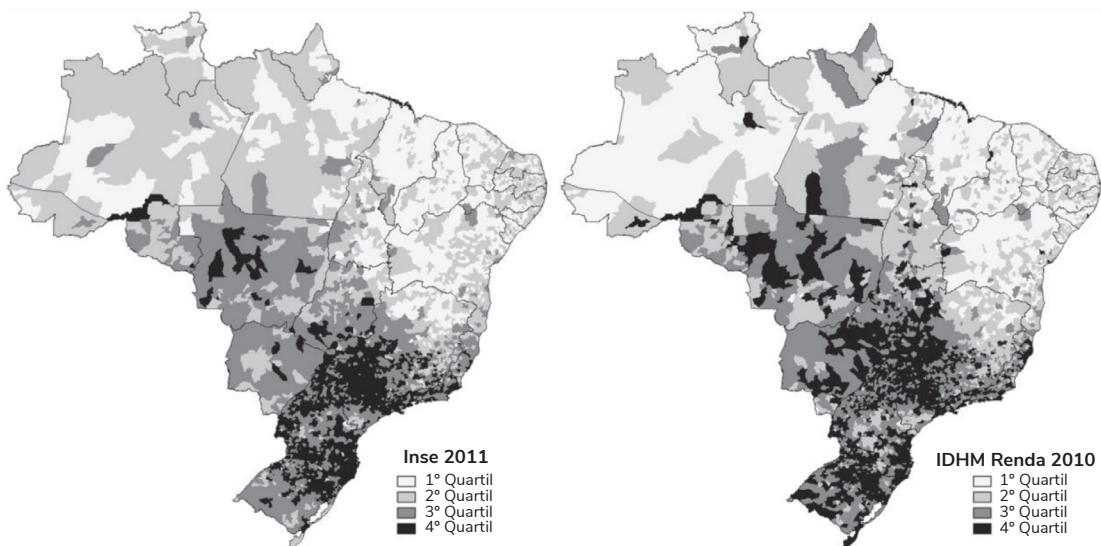 Inse 2011
1º Quartil
2º Quartil
3º Quartil
4º Quartil
IDHM Renda 2010
1º Quartil
2º Quartil
3º Quartil
4º Quartil